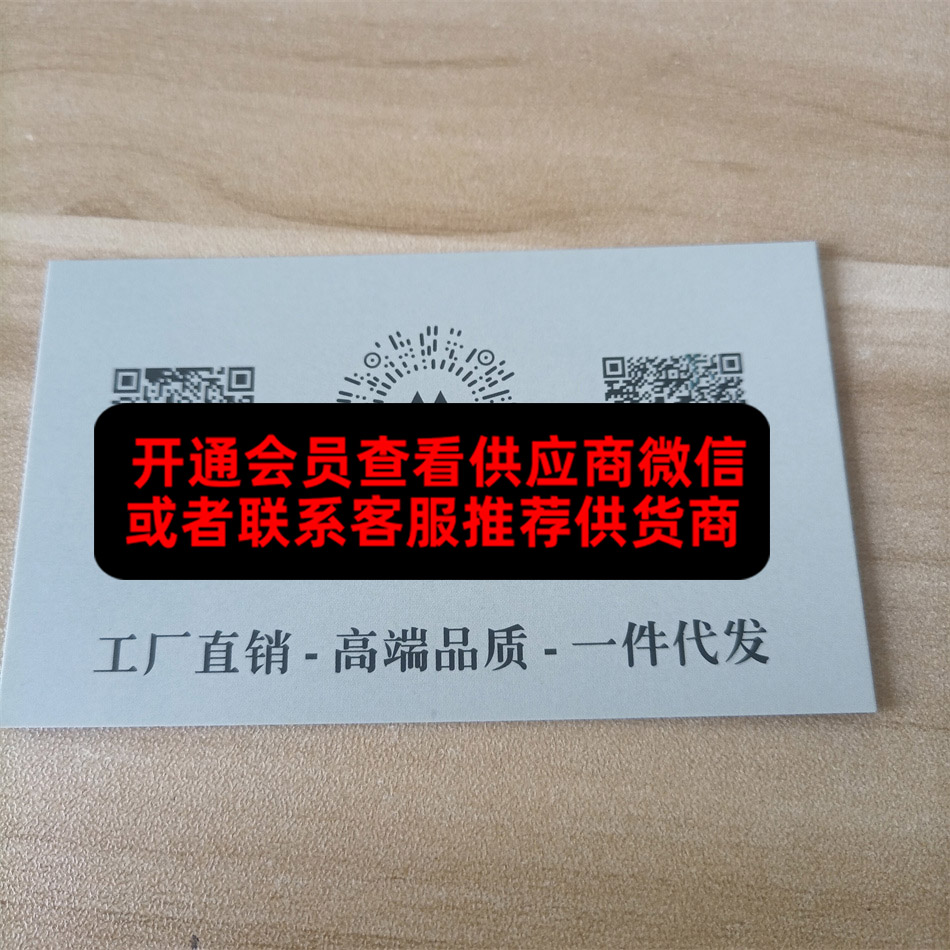 开通会员查看供应商微信
或者联系客服推荐供货商
工厂直销-高端品质-一件代发